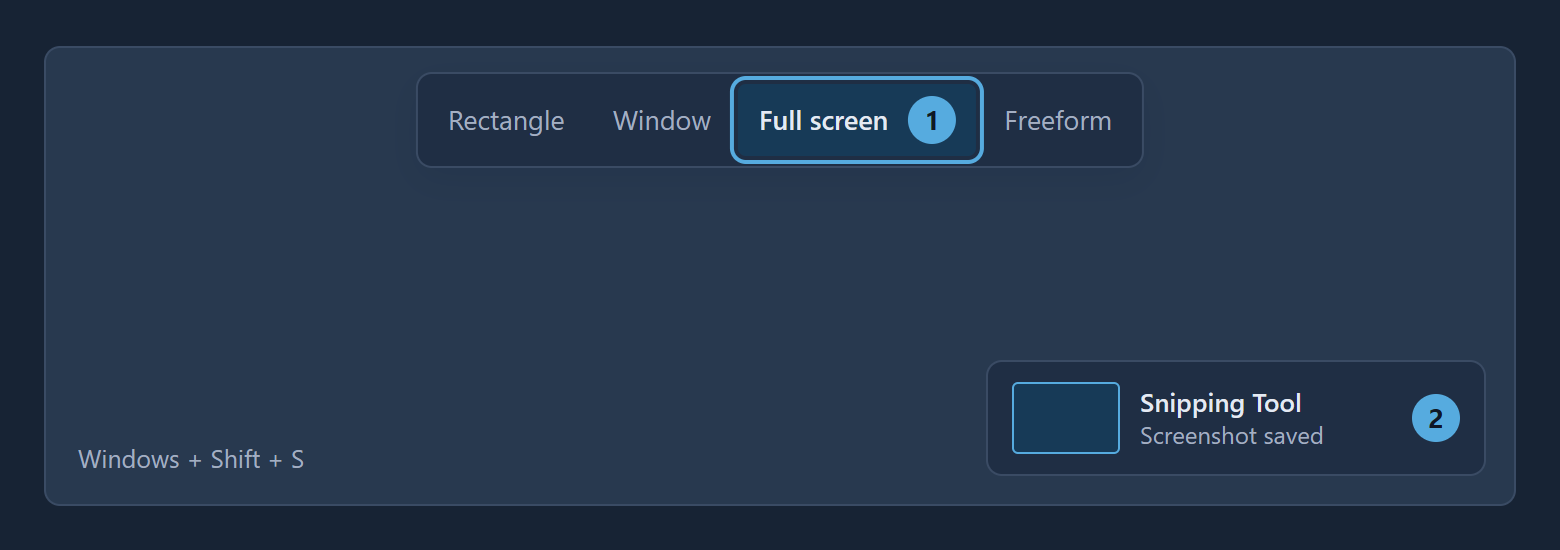 Rectangle Window Full screen 1 Freeform
Snipping Tool
Screenshot saved
2
Windows + Shift + S